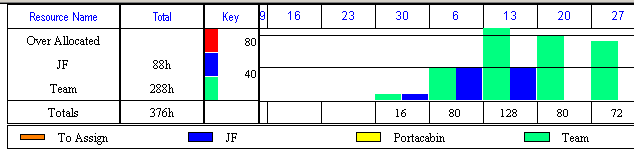 Resource Name Total Key 9 16 23 30 6 13 20 27
Over Allocated 80
JF 88h 40
Team 288h
Totals 376h 16 80 128 80 72
To Assign JF Portacabin Team